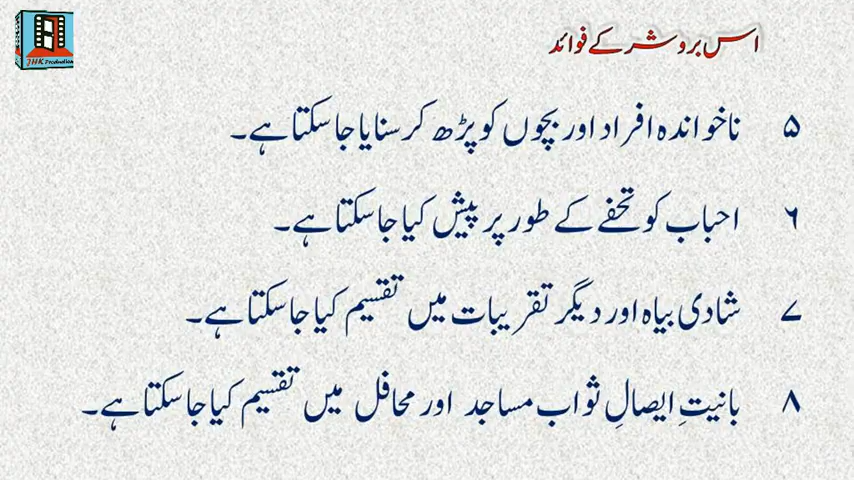 JHK Production
اس بروشر کے فوائد
۵ ناخواندہ افراد اور بچوں کو پڑھ کر سنایا جاسکتا ہے۔
۶ احباب کو تحفے کے طور پر پیش کیا جاسکتا ہے۔
۷ شادی بیاہ اور دیگر تقریبات میں تقسیم کیا جاسکتا ہے۔
۸ بانیتِ ایصالِ ثواب مساجد اور محافل میں تقسیم کیا جاسکتا ہے۔